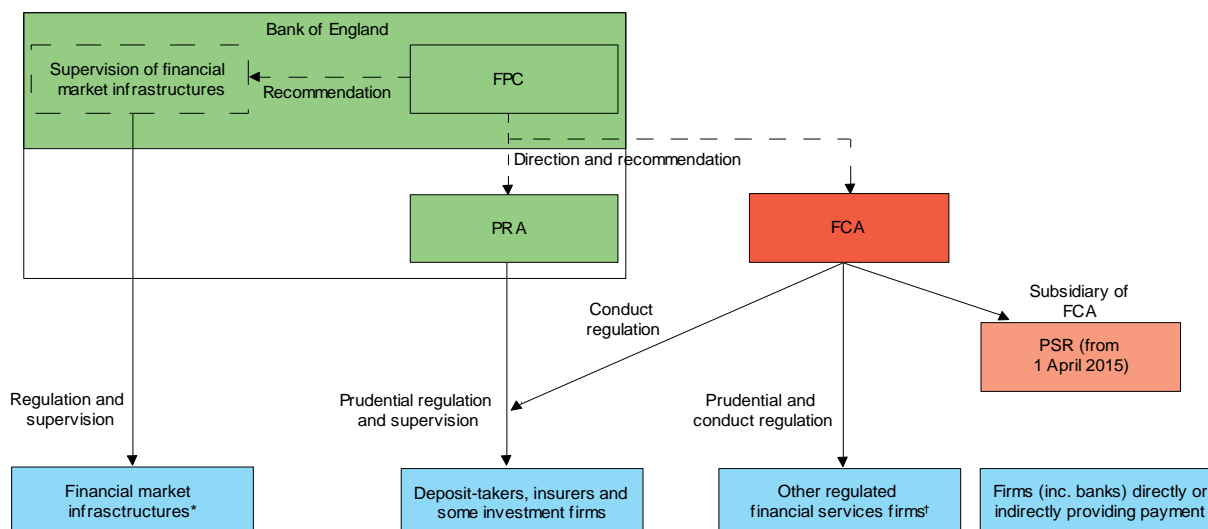 Bank of England
Supervision of financial
market infrastructures
Recommendation
FPC
Direction and recommendation
PRA
FCA
Conduct
regulation
Subsidiary of
FCA
PSR (from
1 April 2015)
Regulation and
supervision
Prudential regulation
and supervision
Prudential and
conduct regulation
Financial market
infrasctructures*
Deposit-takers, insurers and
some investment firms
Other regulated
financial services firms†
Firms (inc. banks) directly or
indirectly providing payment